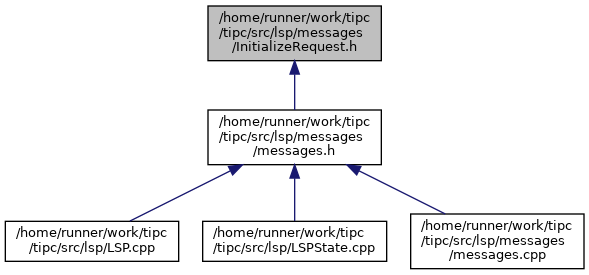 /home/runner/work/tipc
/tipc/src/lsp/messages
/InitializeRequest.h
/home/runner/work/tipc
/tipc/src/lsp/messages
/messages.h
/home/runner/work/tipc
/tipc/src/lsp/LSP.cpp
/home/runner/work/tipc
/tipc/src/lsp/LSPState.cpp
/home/runner/work/tipc
/tipc/src/lsp/messages
/messages.cpp